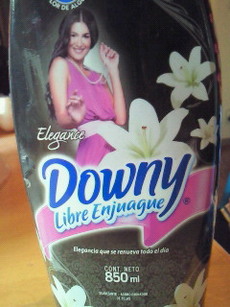 Elegance
Downy
Libre Enjuague®
Elegancia que se renueva todo el día
CONT. NETO
850 ml